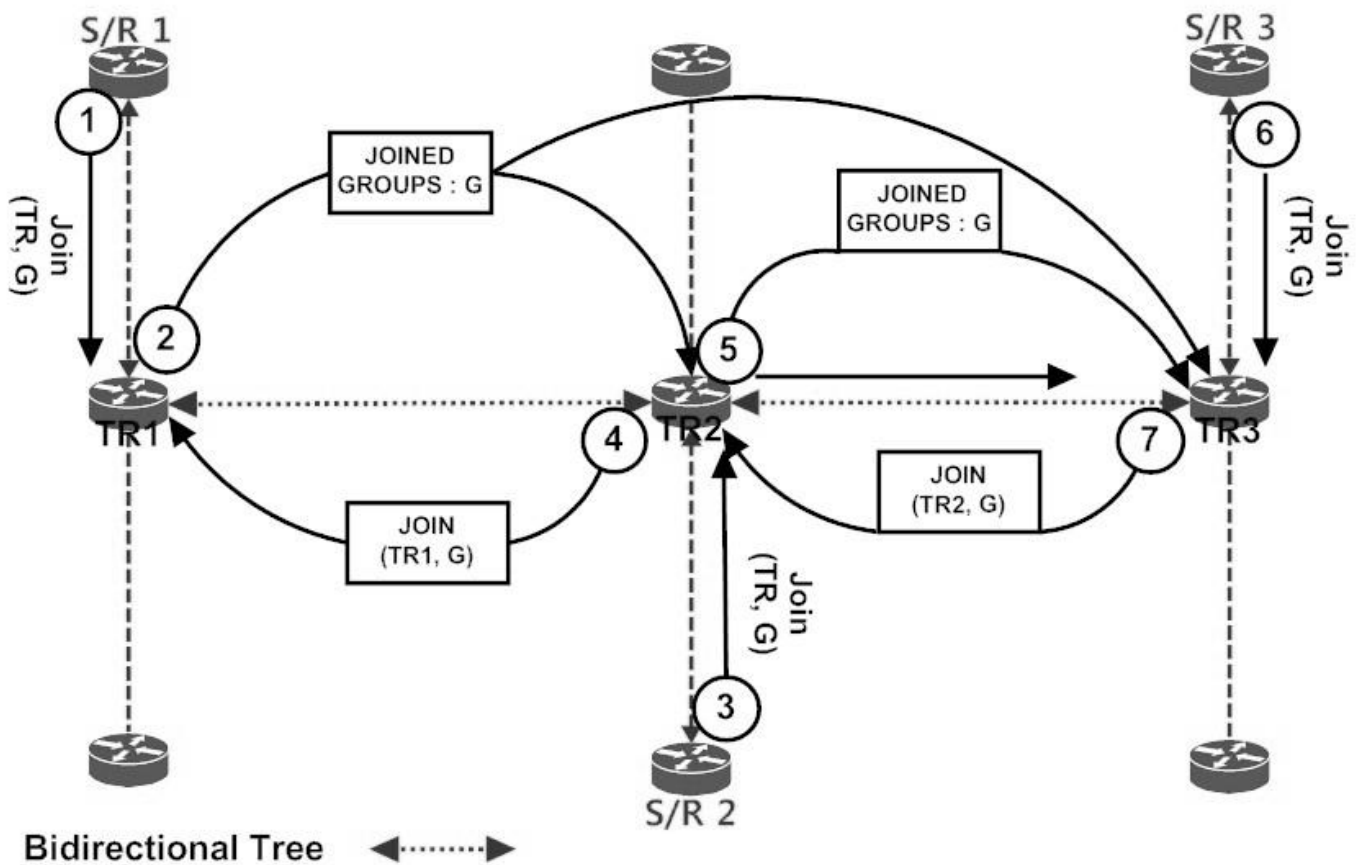 S/R 1
S/R 3
1
6
JOINED
GROUPS : G
JOINED
GROUPS : G
Join
(TR, G)
Join
(TR, G)
2
5
TR1
TR2
TR3
4
7
JOIN
(TR1, G)
JOIN
(TR2, G)
Join
(TR, G)
3
S/R 2
Bidirectional Tree